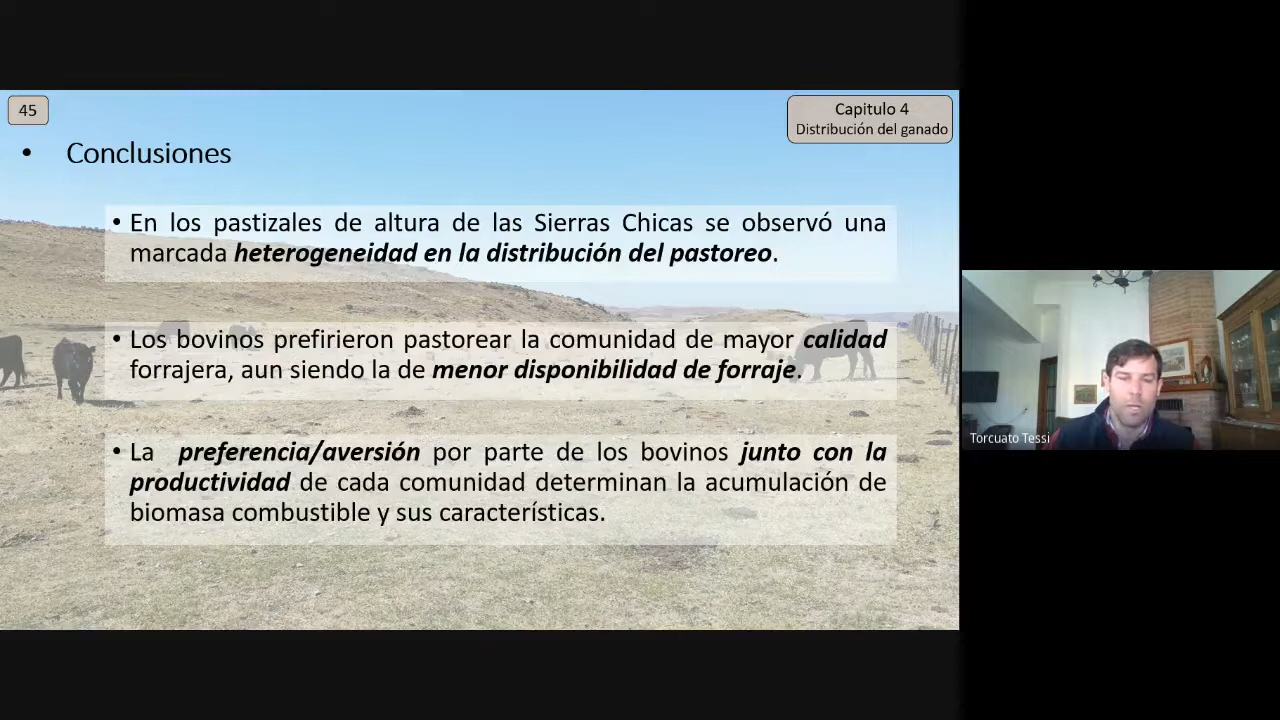 45
Capitulo 4
Distribución del ganado
• Conclusiones
• En los pastizales de altura de las Sierras Chicas se observó una
marcada heterogeneidad en la distribución del pastoreo.
• Los bovinos prefirieron pastorear la comunidad de mayor calidad
forrajera, aun siendo la de menor disponibilidad de forraje.
• La preferencia/aversión por parte de los bovinos junto con la
productividad de cada comunidad determinan la acumulación de
biomasa combustible y sus características.
Torcuato Tessi